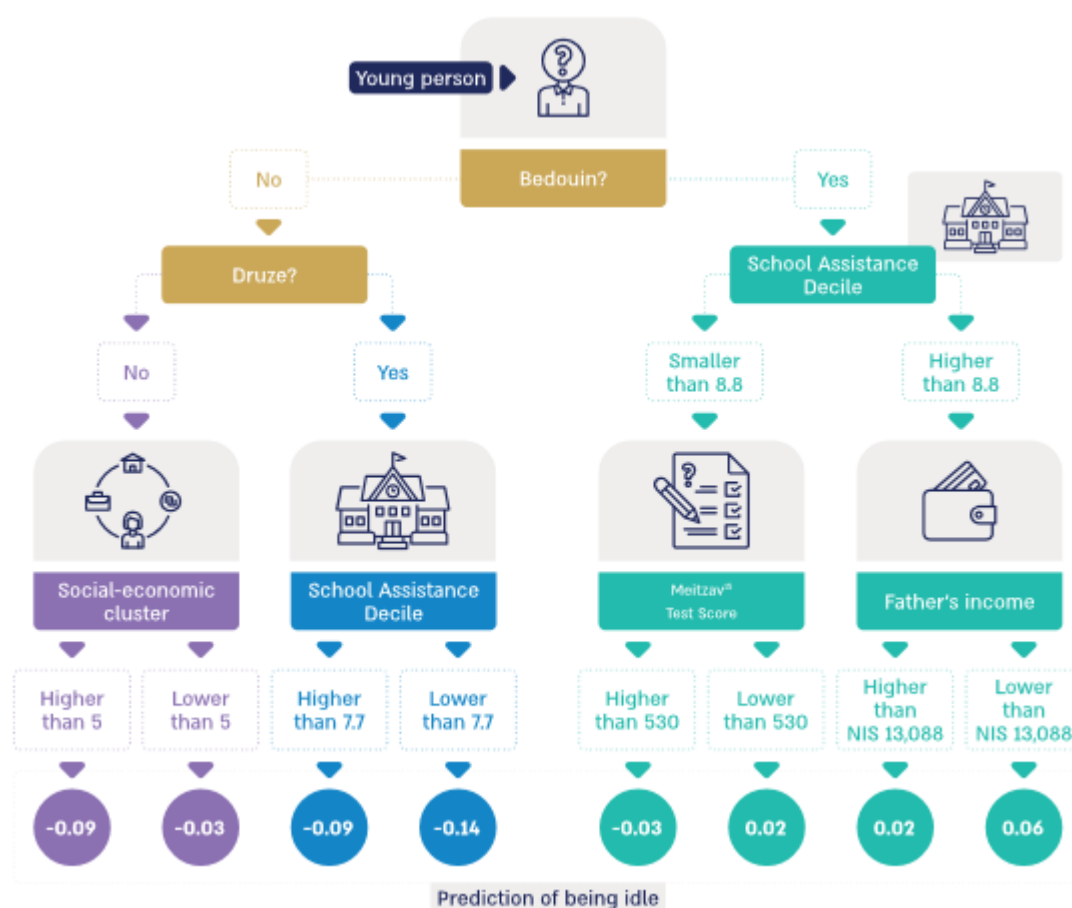 Young person
Bedouin?
No
Yes
Druze?
School Assistance
Decile
No
Yes
Smaller
than 8.8
Higher
than 8.8
Social-economic
cluster
School Assistance
Decile
Meitzav
Test Score
Father's income
Higher
than 5
Lower
than 5
Higher
than 7.7
Lower
than 7.7
Higher
than 530
Lower
than 530
Higher
than
NIS 13,088
Lower
than
NIS 13,088
-0.09
-0.03
-0.09
-0.14
-0.03
0.02
0.02
0.06
Prediction of being idle